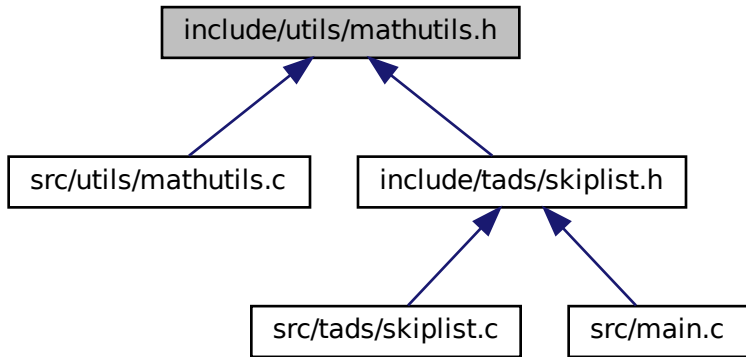 include/utils/mathutils.h
src/utils/mathutils.c
include/tads/skiplist.h
src/tads/skiplist.c
src/main.c